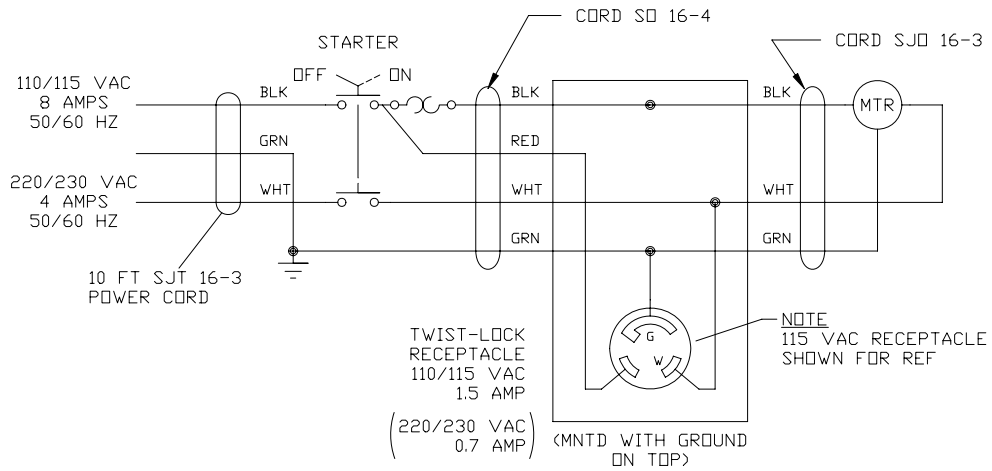 CORD SO 16-4
STARTER
CORD SJO 16-3
OFF
ON
110/115 VAC
8 AMPS
50/60 HZ
BLK
BLK
BLK
MTR
GRN
RED
220/230 VAC
4 AMPS
50/60 HZ
WHT
WHT
WHT
GRN
GRN
10 FT SJT 16-3
POWER CORD
TWIST-LOCK
RECEPTACLE
110/115 VAC
1.5 AMP
(220/230 VAC
0.7 AMP)
G
W
NOTE
115 VAC RECEPTACLE
SHOWN FOR REF
(MNTD WITH GROUND
ON TOP)